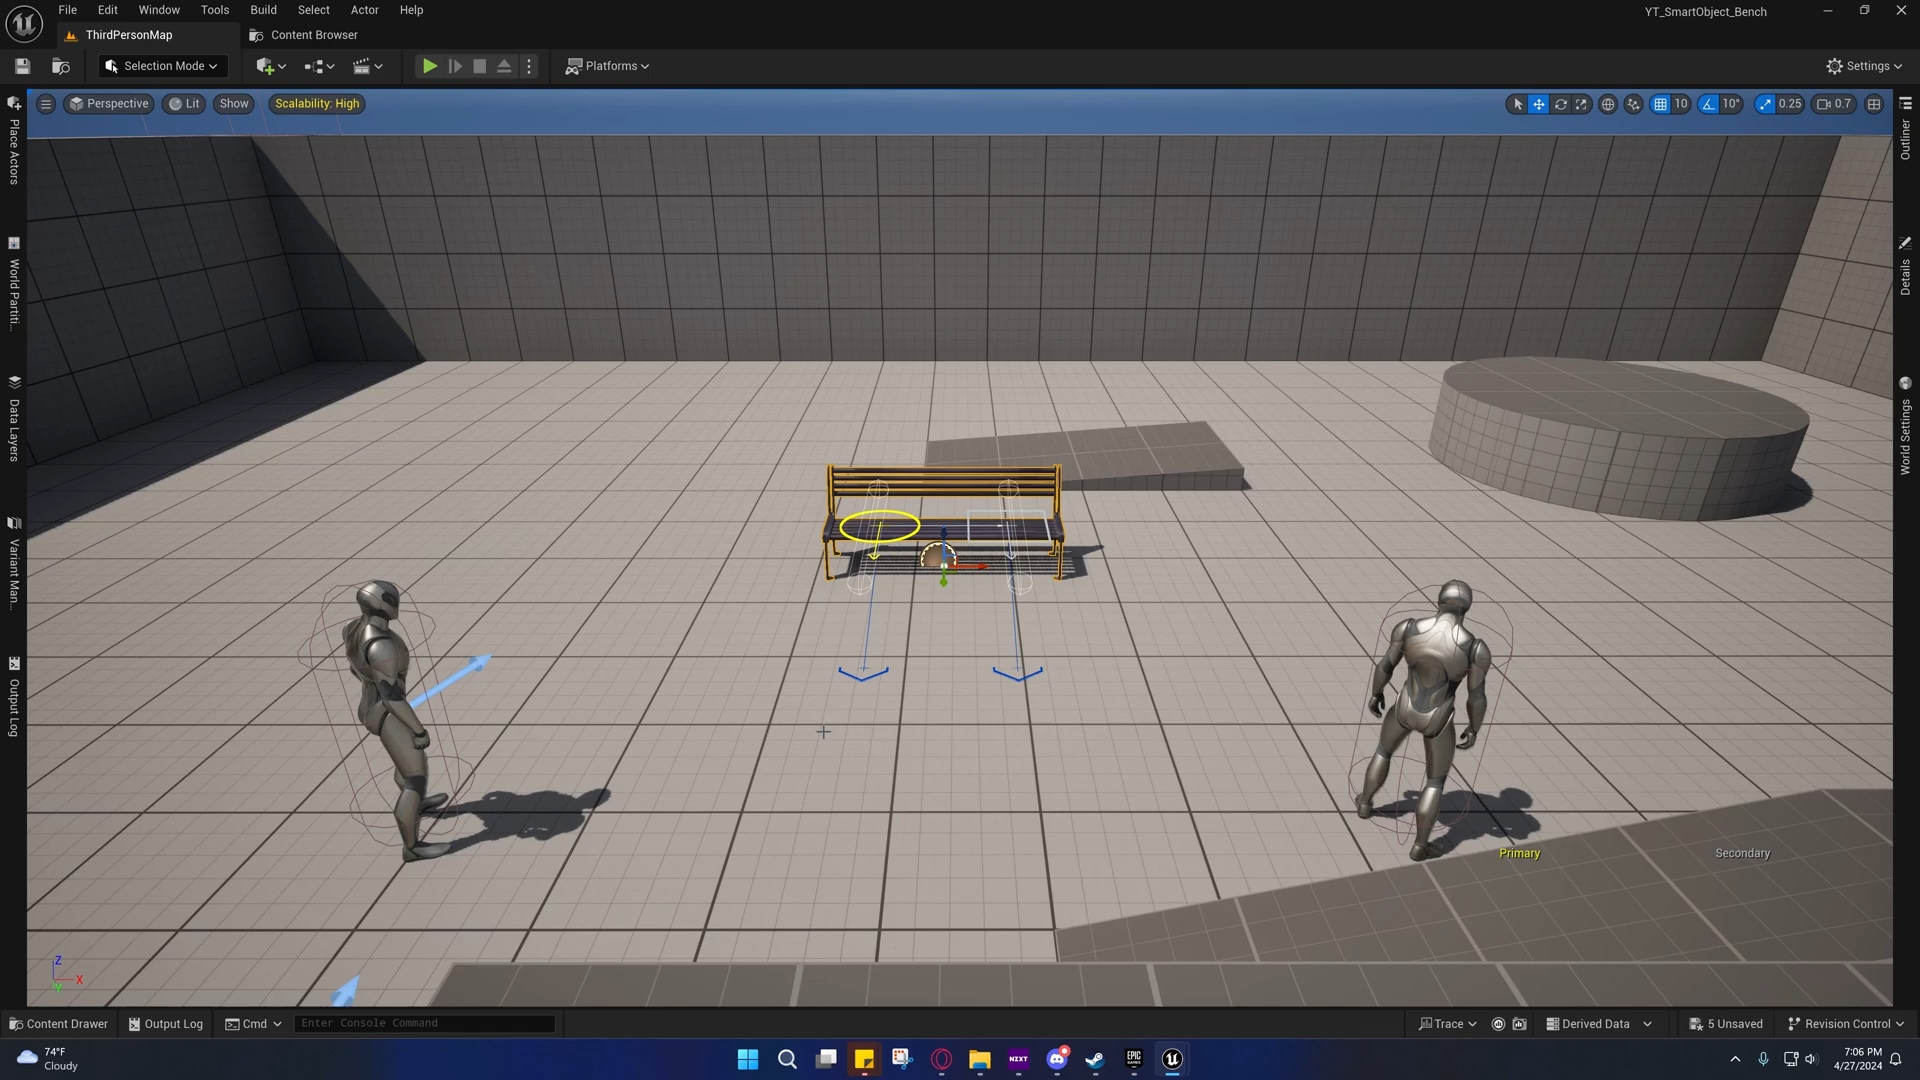 File Edit Window Tools Build Select Actor Help
YT_SmartObject_Bench
ThirdPersonMap
Content Browser
Selection Mode
Platforms
Settings
Perspective
Lit
Show
Scalability: High
10
10°
0.25
0.7
Place Actors
World Partiti...
Data Layers
Variant Man...
Output Log
Outliner
Details
World Settings
Primary
Secondary
Z
X
Y
Content Drawer
Output Log
Cmd
Enter Console Command
Trace
Derived Data
5 Unsaved
Revision Control
74°F
Cloudy
NZXT
EPIC
GAMES
7:06 PM
4/27/2024